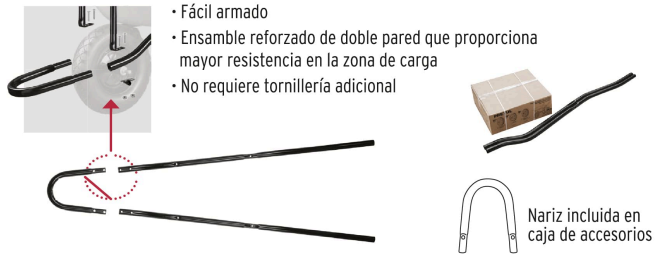 • Fácil armado
• Ensamble reforzado de doble pared que proporciona
mayor resistencia en la zona de carga
• No requiere tornillería adicional
Nariz incluida en
caja de accesorios